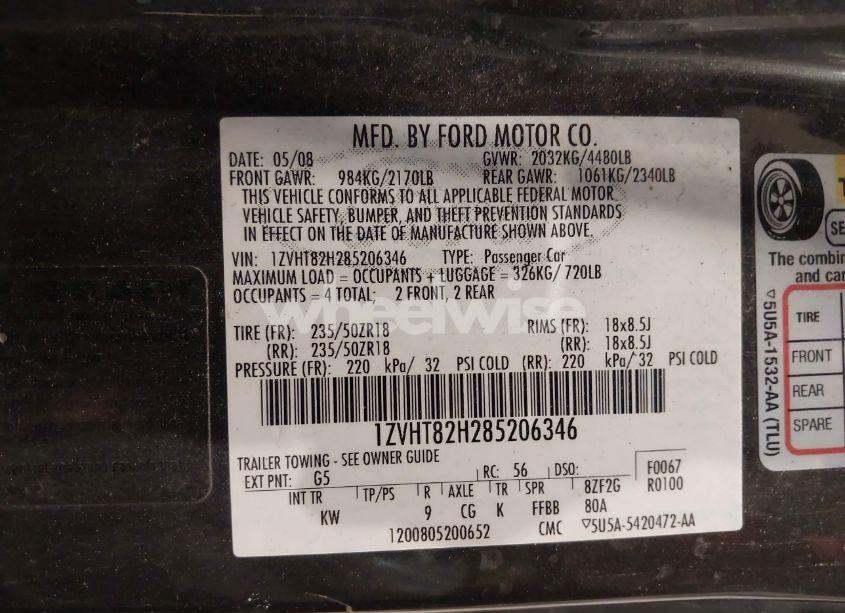 MFD. BY FORD MOTOR CO.
DATE: 05/08 GVWR: 2032KG/4480LB
FRONT GAWR: 984KG/2170LB REAR GAWR: 1061KG/2340LB
THIS VEHICLE CONFORMS TO ALL APPLICABLE FEDERAL MOTOR
VEHICLE SAFETY, BUMPER, AND THEFT PREVENTION STANDARDS
IN EFFECT ON THE DATE OF MANUFACTURE SHOWN ABOVE.
VIN: 1ZVHT82H285206346 TYPE: Passenger Car
MAXIMUM LOAD = OCCUPANTS + LUGGAGE = 326KG/ 720LB
OCCUPANTS = 4 TOTAL; 2 FRONT, 2 REAR
wheelwise
TIRE (FR): 235/50ZR18 RIMS (FR): 18x8.5J
(RR): 235/50ZR18 (RR): 18x8.5J
PRESSURE (FR): 220 kPa/ 32 PSI COLD (RR): 220 kPa/ 32 PSI COLD
1ZVHT82H285206346
TRAILER TOWING - SEE OWNER GUIDE
EXT PNT: G5 RC: 56 DSO: F0067
INT TR TP/PS R AXLE TR SPR 8ZF2G R0100
KW 9 CG K FFBB 80A
1200805200652 CMC ▽5U5A-5420472-AA
SE
The combin
and car
TIRE
FRONT
REAR
SPARE
▽5U5A-1532-AA (TLU)